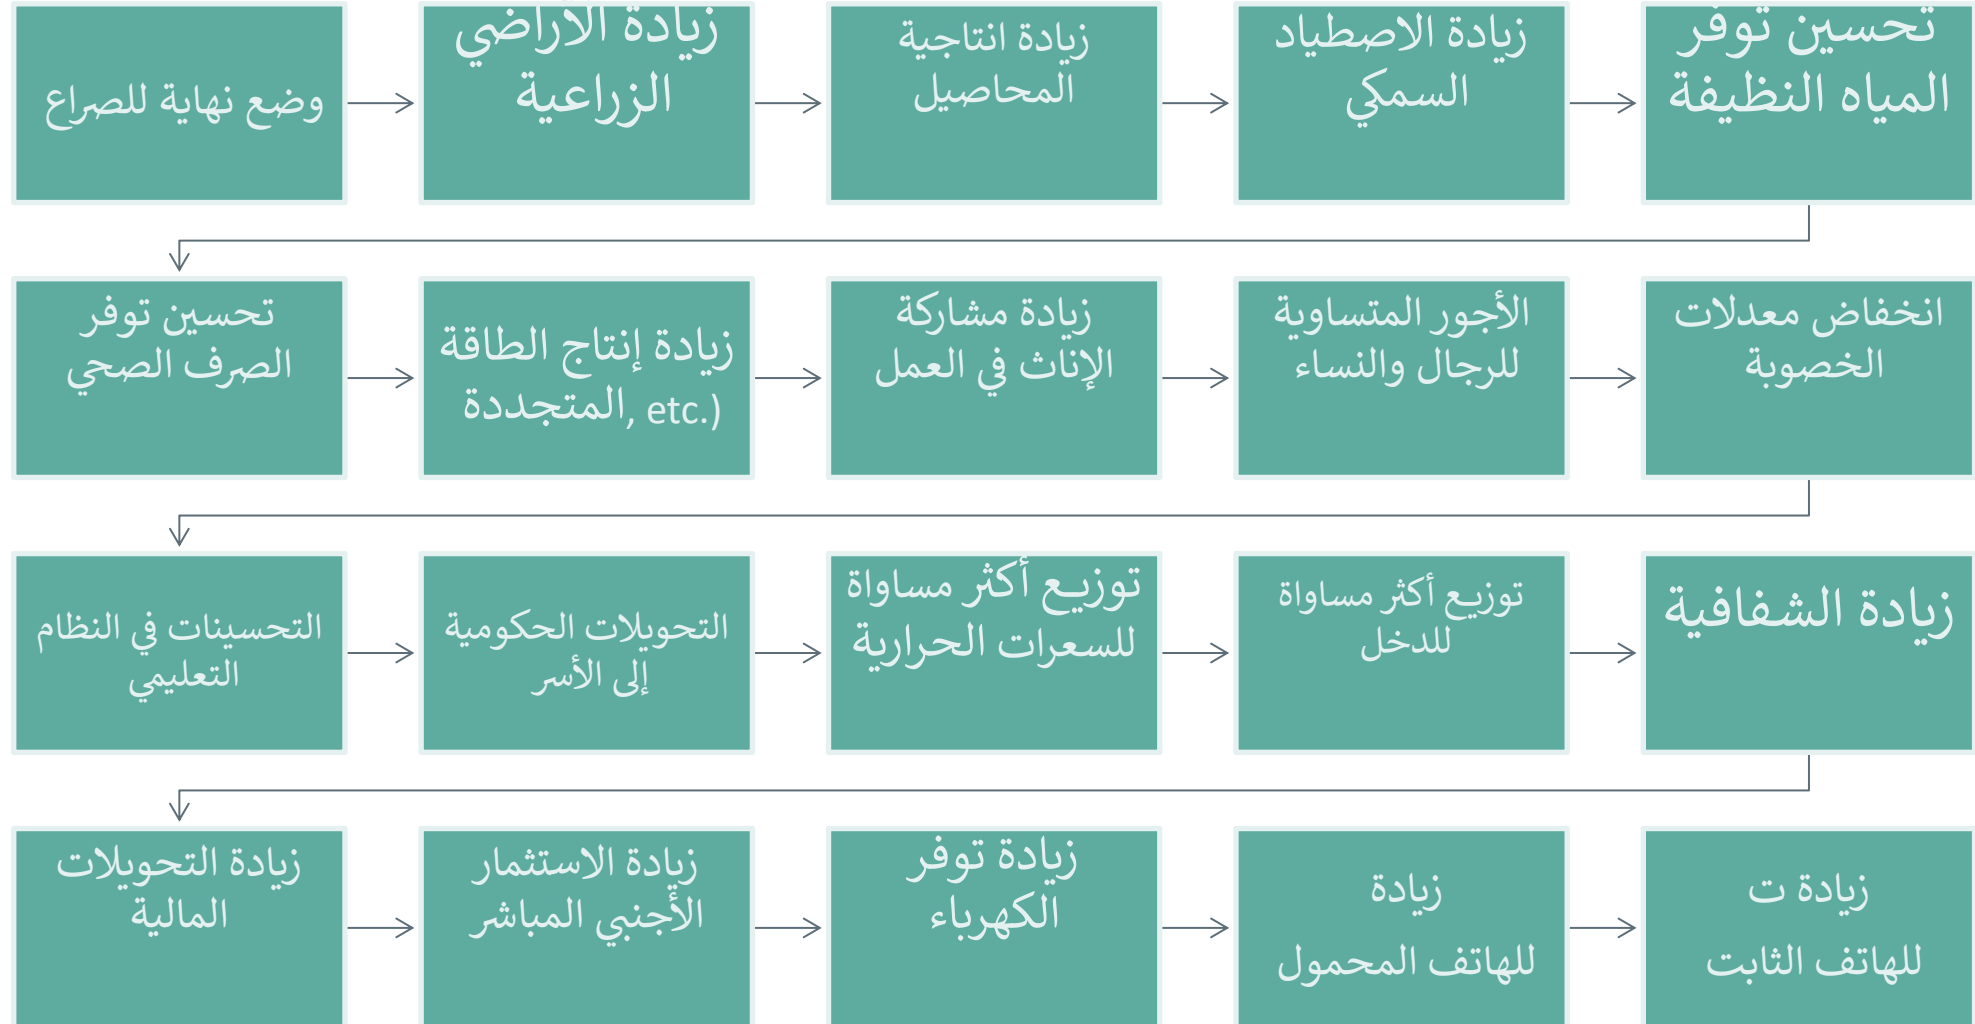 وضع نهاية للصراع
زيادة الأراضي
الزراعية
زيادة انتاجية
المحاصيل
زيادة الاصطياد
السمكي
تحسين توفر
المياه النظيفة
تحسين توفر
الصرف الصحي
زيادة إنتاج الطاقة
المتجددة, etc.)
زيادة مشاركة
الإناث في العمل
الأجور المتساوية
للرجال والنساء
انخفاض معدلات
الخصوبة
التحسينات في النظام
التعليمي
التحويلات الحكومية
إلى الأسر
توزيع أكثر مساواة
للسعرات الحرارية
توزيع أكثر مساواة
للدخل
زيادة الشفافية
زيادة التحويلات
المالية
زيادة الاستثمار
الأجنبي المباشر
زيادة توفر
الكهرباء
زيادة
للهاتف المحمول
زيادة ت
للهاتف الثابت